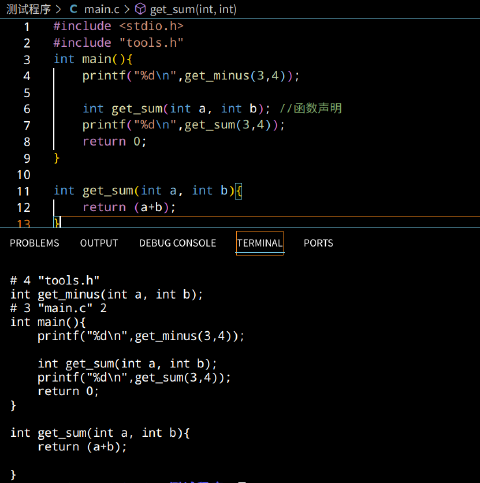 测试程序 > C main.c > get_sum(int, int)
1 #include <stdio.h>
2 #include "tools.h"
3 int main(){
4 printf("%d\n",get_minus(3,4));
5
6 int get_sum(int a, int b); //函数声明
7 printf("%d\n",get_sum(3,4));
8 return 0;
9 }
10
11 int get_sum(int a, int b){
12 return (a+b);
13 }
PROBLEMS OUTPUT DEBUG CONSOLE TERMINAL PORTS
# 4 "tools.h"
int get_minus(int a, int b);
# 3 "main.c" 2
int main(){
printf("%d\n",get_minus(3,4));
int get_sum(int a, int b);
printf("%d\n",get_sum(3,4));
return 0;
}
int get_sum(int a, int b){
return (a+b);
}